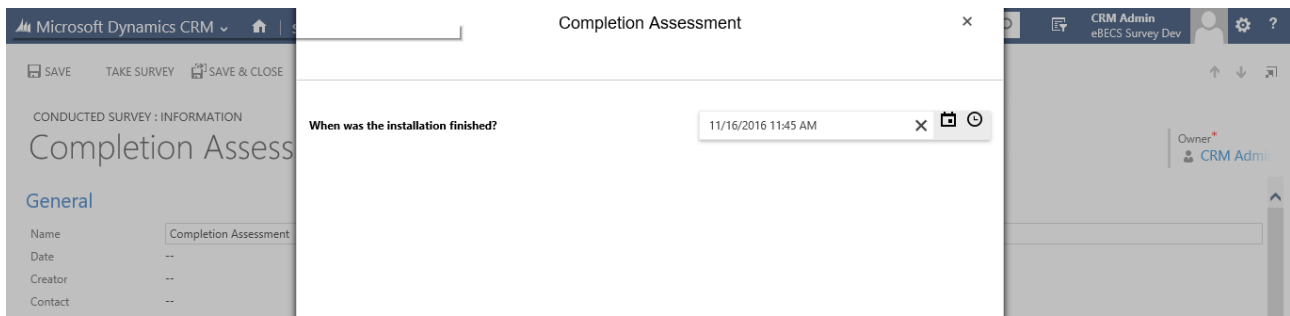 Microsoft Dynamics CRM
Completion Assessment
CRM Admin
eBECS Survey Dev
?
SAVE TAKE SURVEY SAVE & CLOSE
CONDUCTED SURVEY : INFORMATION
When was the installation finished? 11/16/2016 11:45 AM
Completion Assess
Owner*
CRM Admi
General
Name Completion Assessment
Date --
Creator --
Contact --